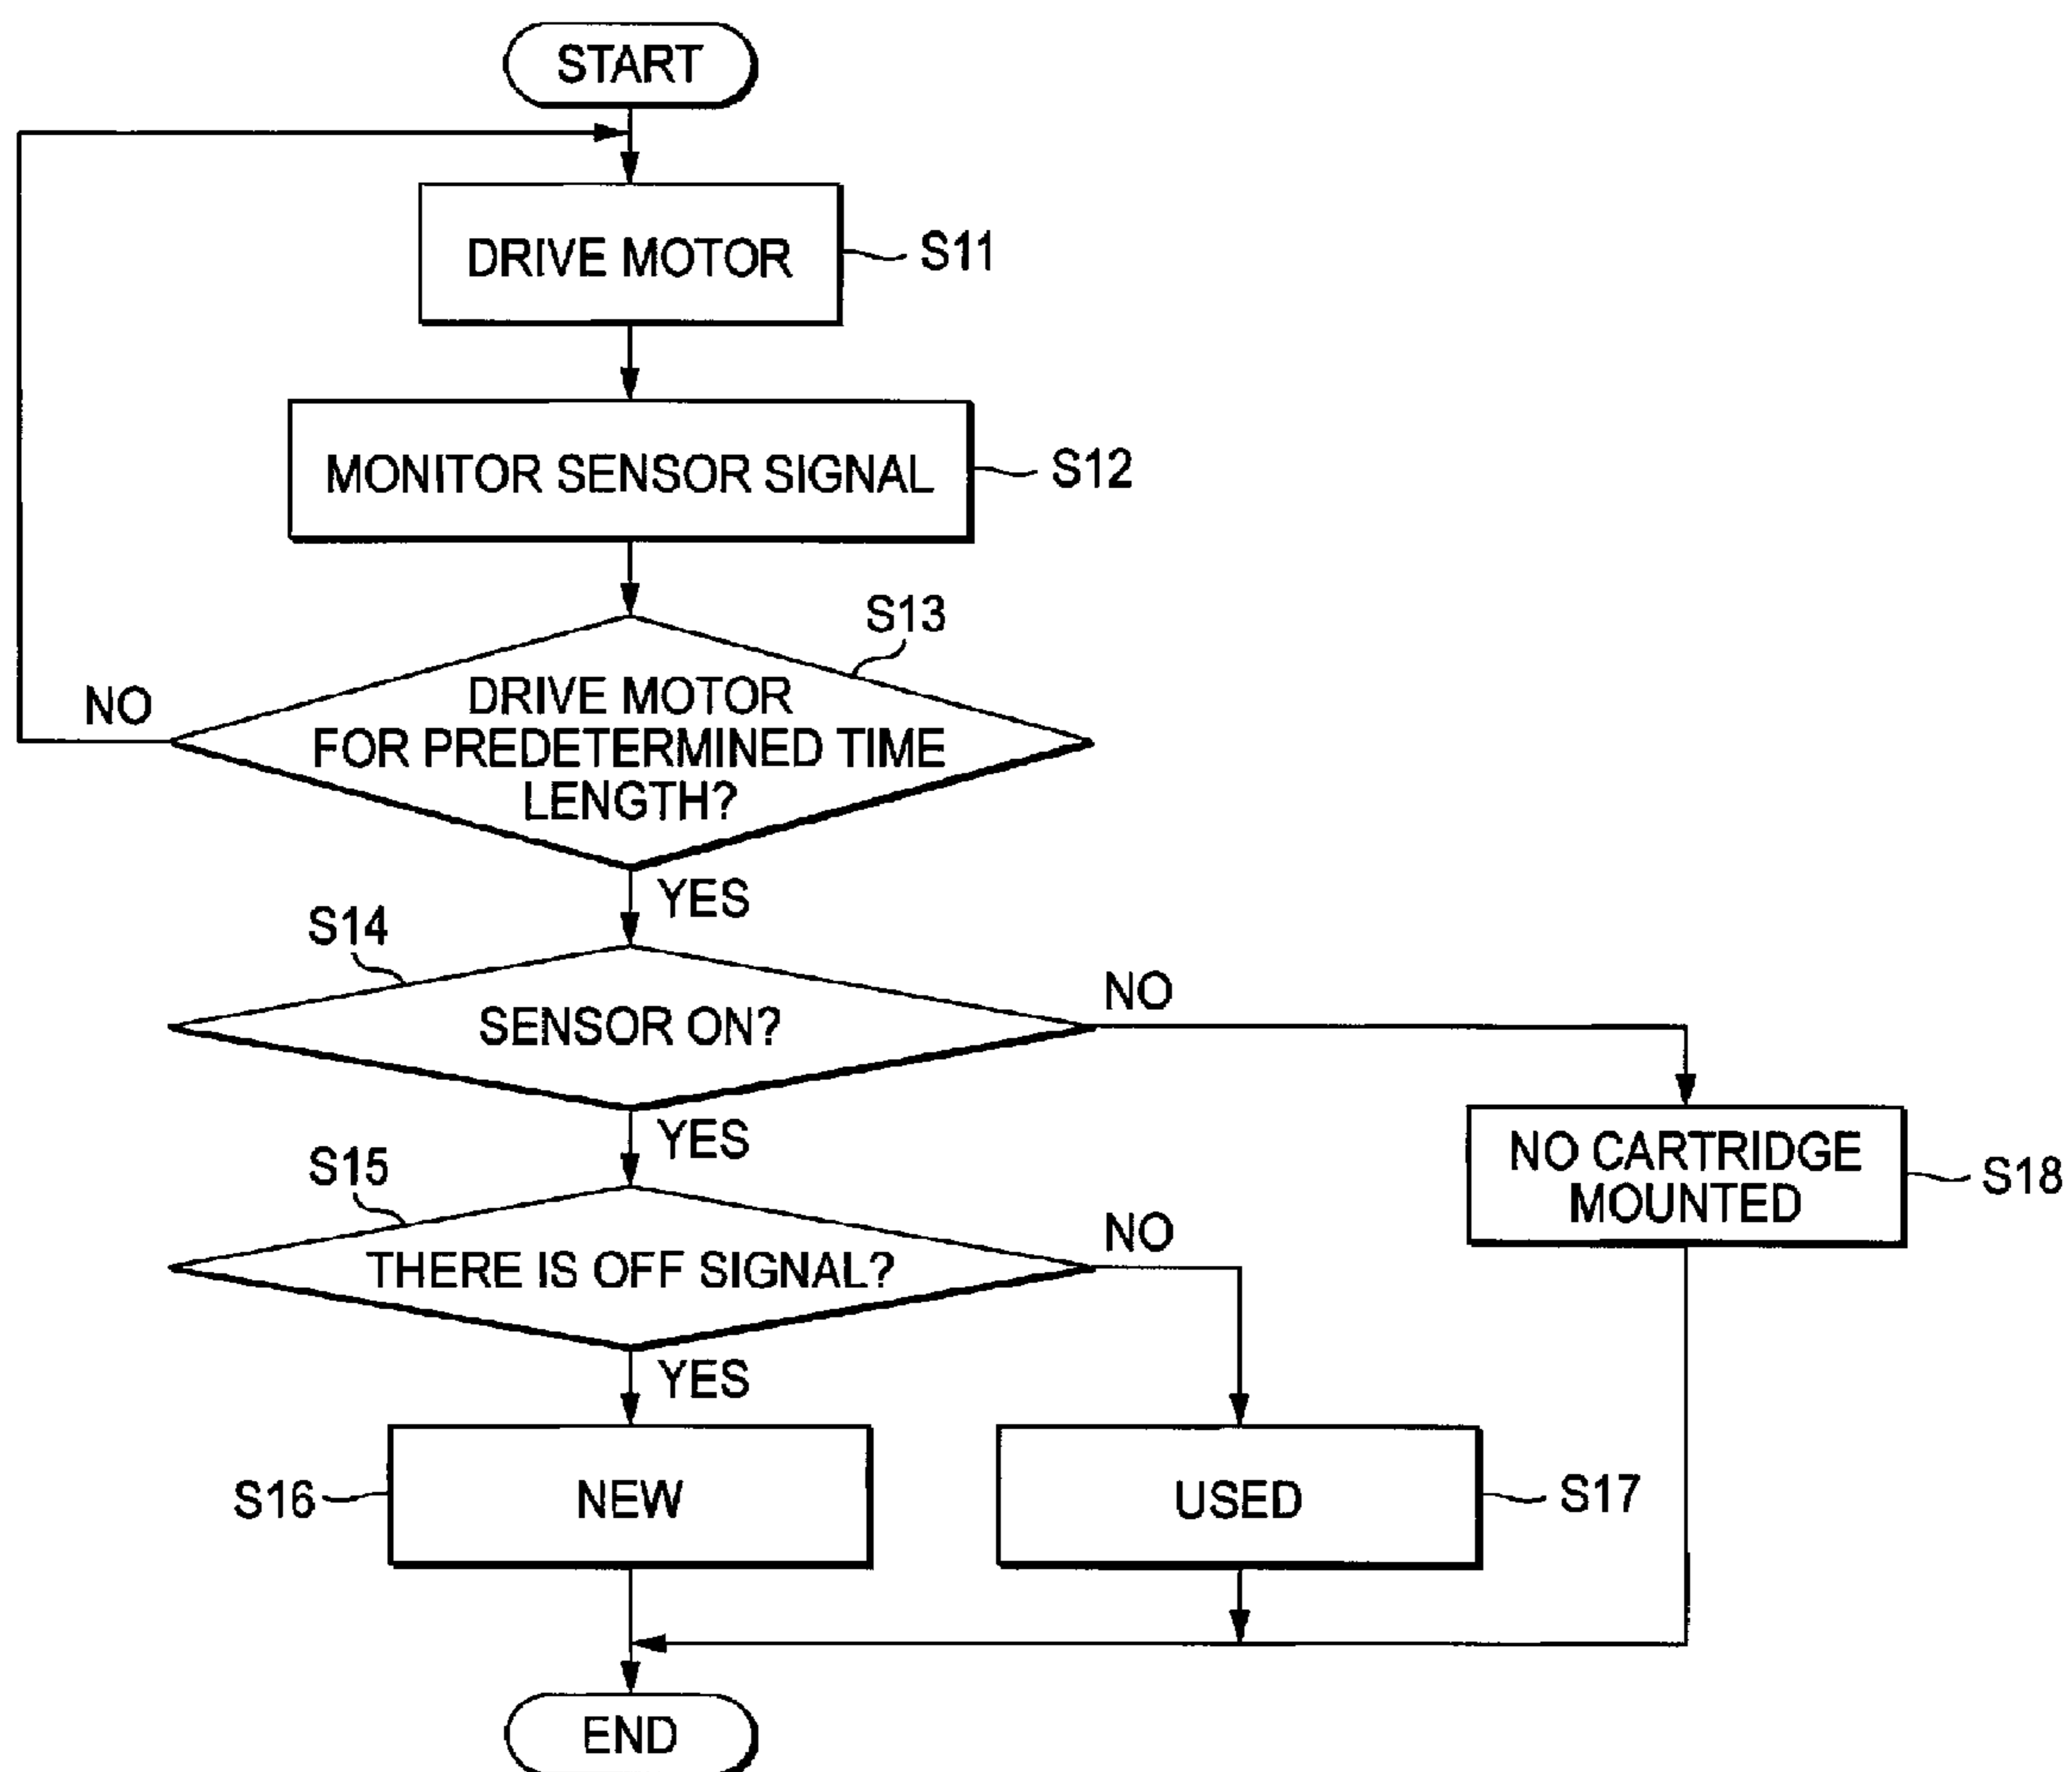 START
DRIVE MOTOR
S11
MONITOR SENSOR SIGNAL
S12
S13
DRIVE MOTOR
FOR PREDETERMINED TIME
LENGTH?
NO
YES
S14
SENSOR ON?
NO
YES
NO CARTRIDGE
MOUNTED
S18
S15
THERE IS OFF SIGNAL?
NO
YES
S16
NEW
USED
S17
END